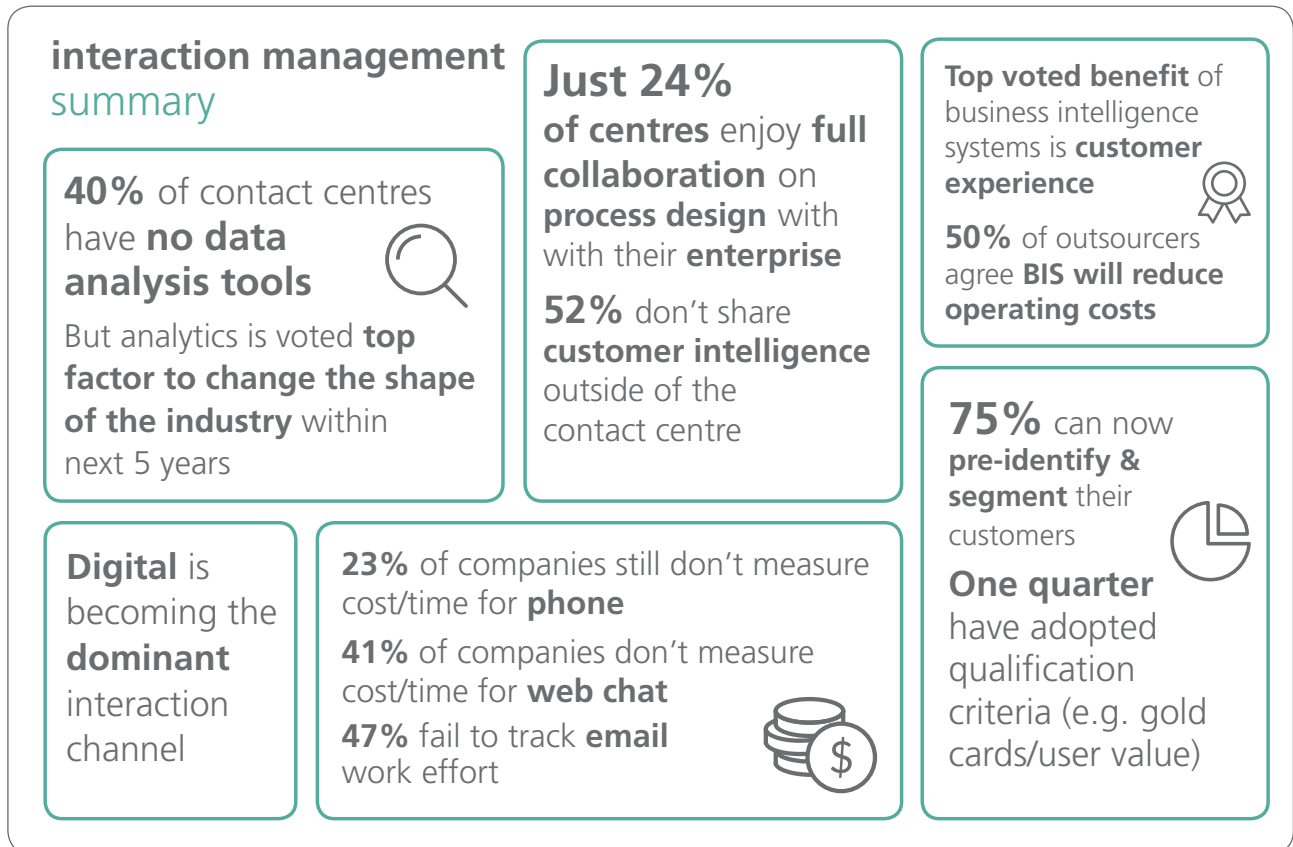 interaction management
summary
40% of contact centres
have no data
analysis tools
But analytics is voted top
factor to change the shape
of the industry within
next 5 years
Just 24%
of centres enjoy full
collaboration on
process design with
with their enterprise
52% don't share
customer intelligence
outside of the
contact centre
Top voted benefit of
business intelligence
systems is customer
experience
50% of outsourcers
agree BIS will reduce
operating costs
Digital is
becoming the
dominant
interaction
channel
23% of companies still don't measure
cost/time for phone
41% of companies don't measure
cost/time for web chat
47% fail to track email
work effort
$
75% can now
pre-identify &
segment their
customers
One quarter
have adopted
qualification
criteria (e.g. gold
cards/user value)